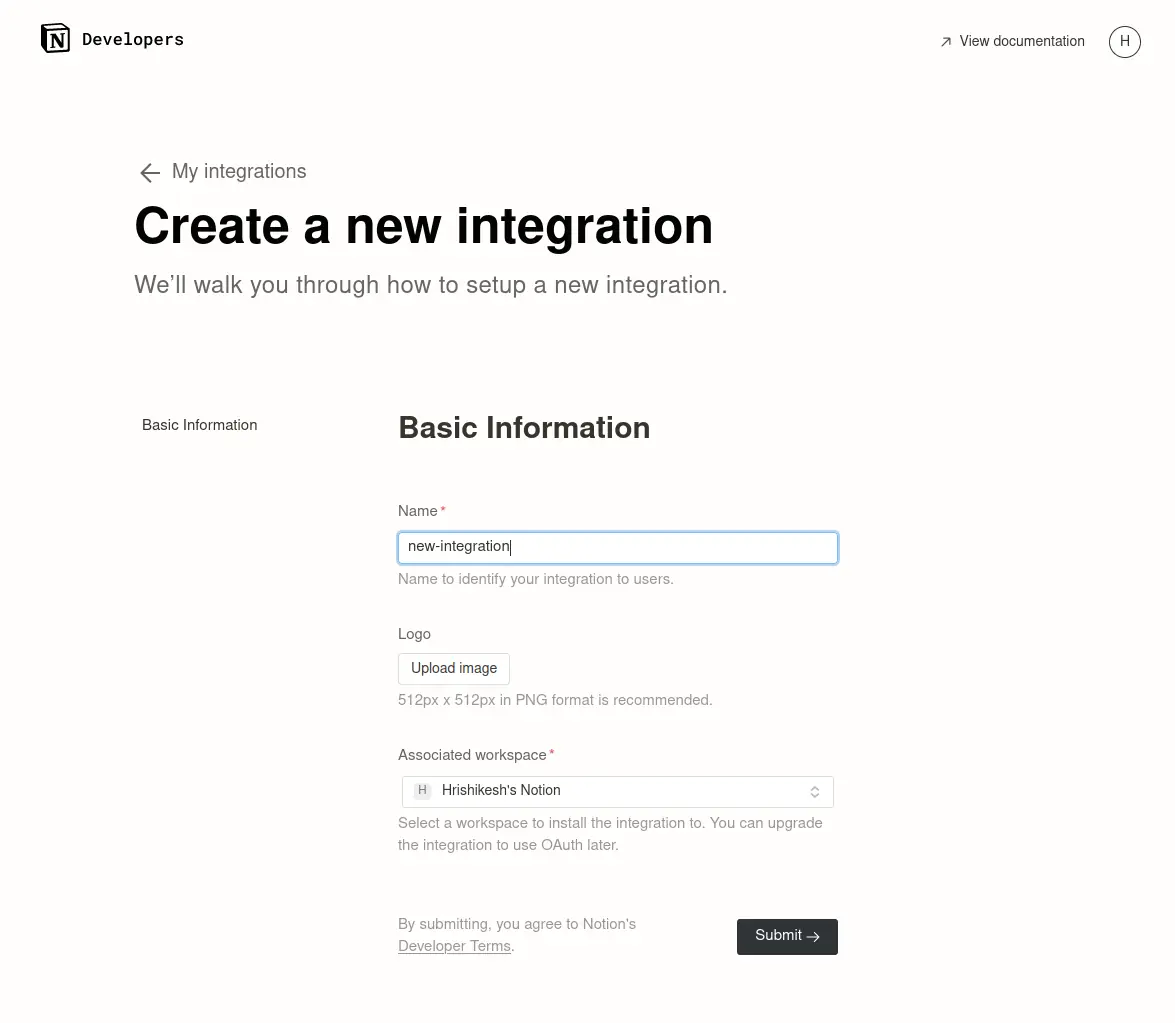 N Developers
View documentation
H
My integrations
Create a new integration
We’ll walk you through how to setup a new integration.
Basic Information
Basic Information
Name*
new-integration
Name to identify your integration to users.
Logo
Upload image
512px x 512px in PNG format is recommended.
Associated workspace*
H Hrishikesh's Notion
Select a workspace to install the integration to. You can upgrade
the integration to use OAuth later.
By submitting, you agree to Notion's
Developer Terms.
Submit →